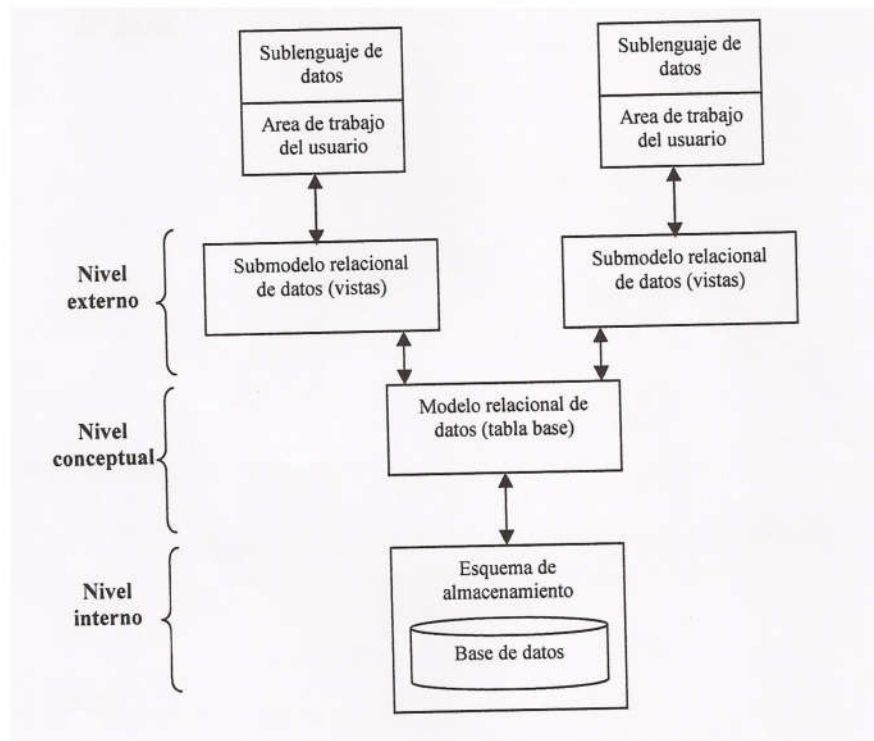 Sublenguaje de
datos
Area de trabajo
del usuario
Sublenguaje de
datos
Area de trabajo
del usuario
Nivel
externo
Submodelo relacional
de datos (vistas)
Submodelo relacional
de datos (vistas)
Nivel
conceptual
Modelo relacional de
datos (tabla base)
Nivel
interno
Esquema de
almacenamiento
Base de datos